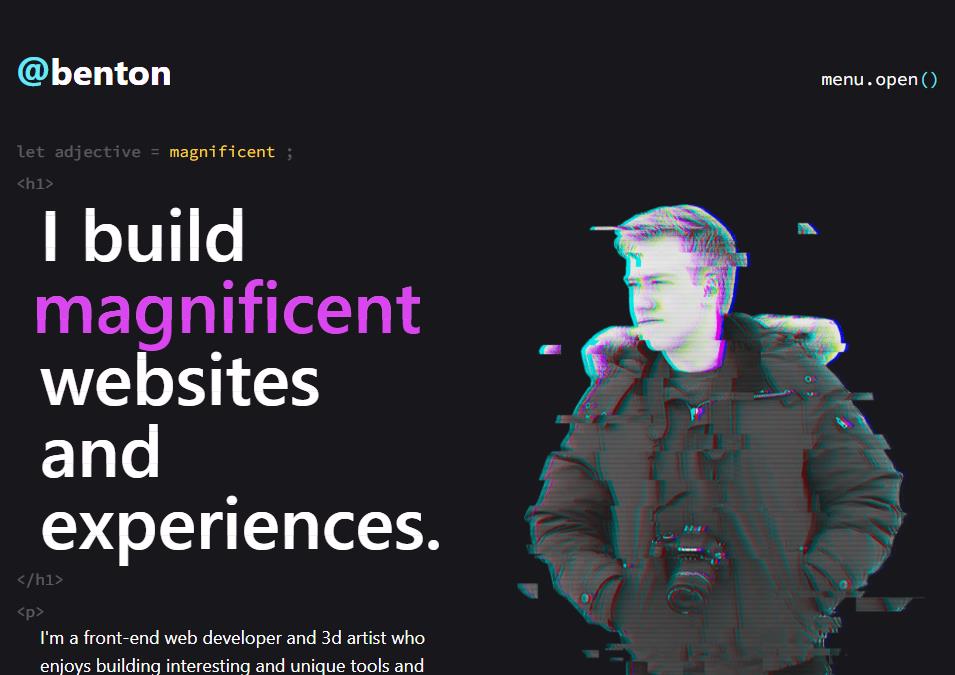 @benton
menu.open()
let adjective = magnificent ;
<h1>
I build
magnificent
websites
and
experiences.
</h1>
<p>
I'm a front-end web developer and 3d artist who
enjoys building interesting and unique tools and